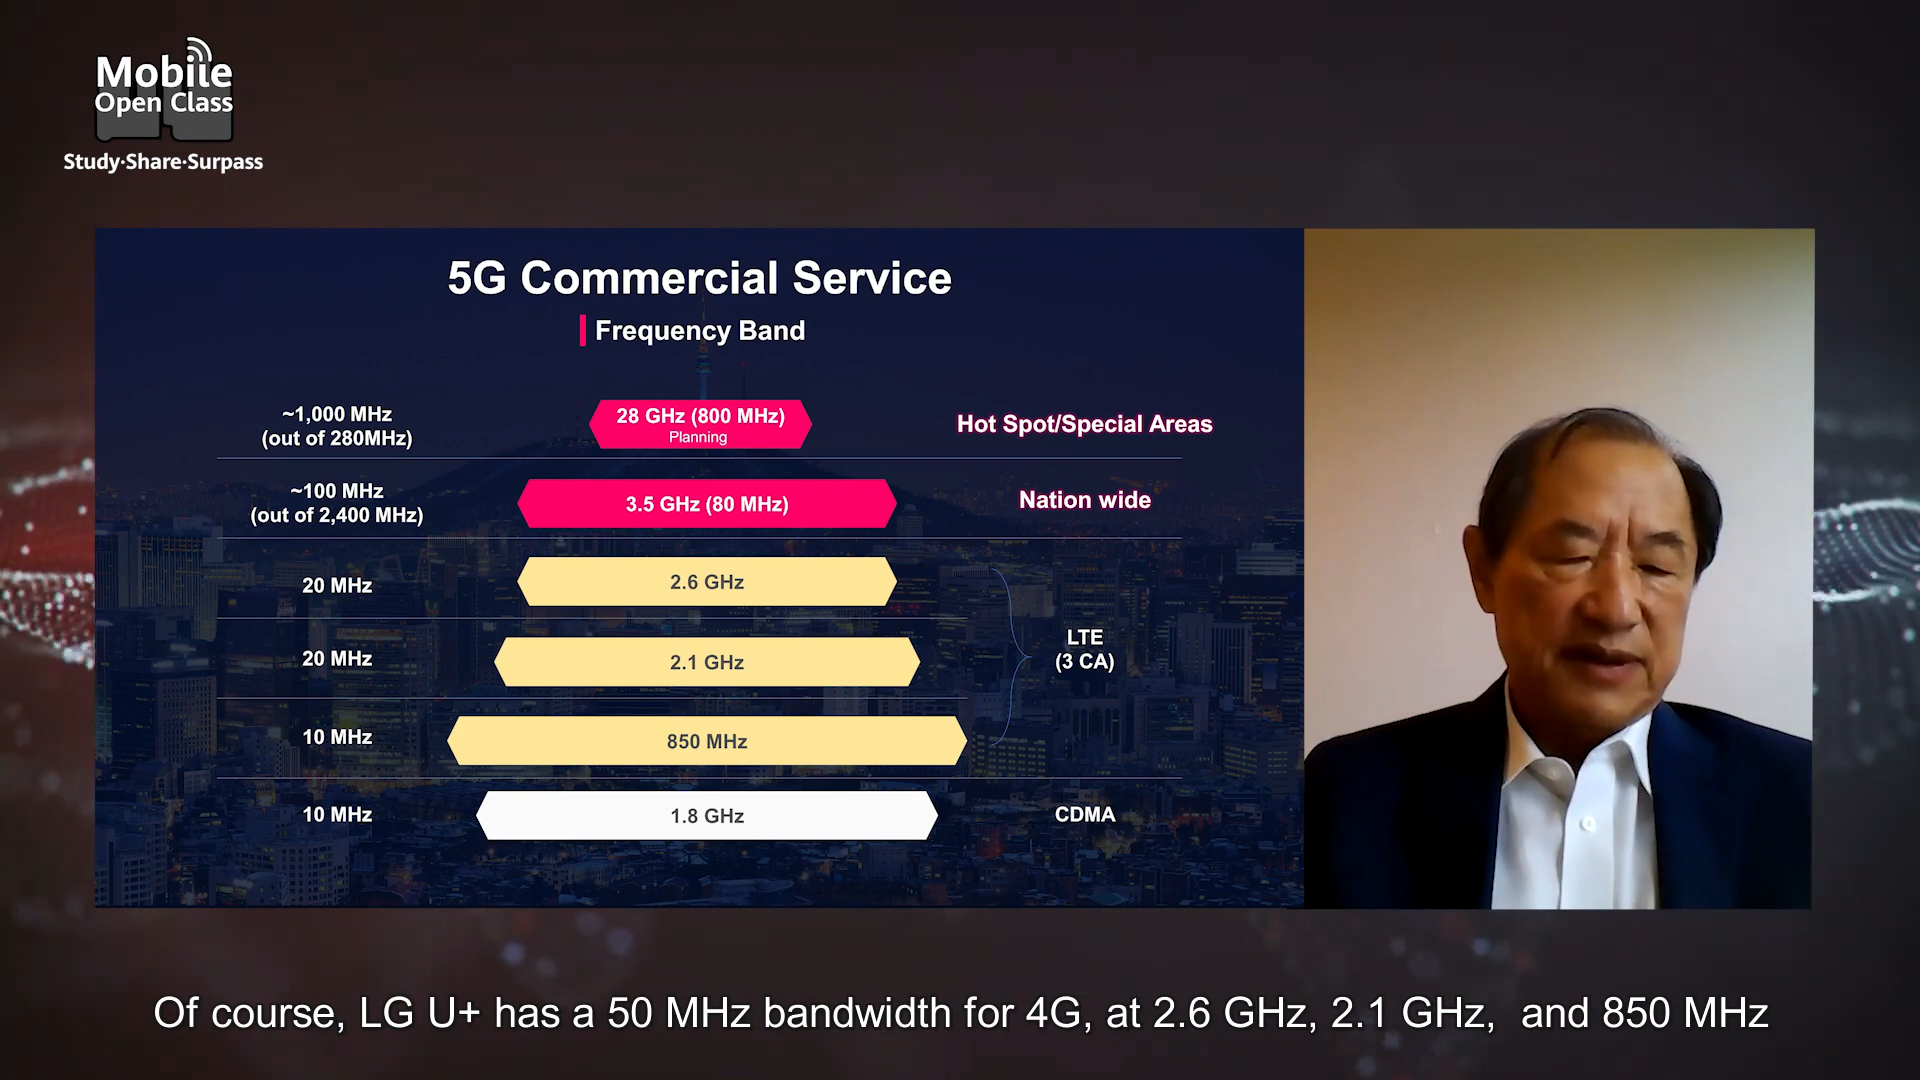 Mobile
Open Class
Study·Share·Surpass
5G Commercial Service
Frequency Band
~1,000 MHz
(out of 280MHz)
28 GHz (800 MHz)
Planning
Hot Spot/Special Areas
~100 MHz
(out of 2,400 MHz)
3.5 GHz (80 MHz)
Nation wide
20 MHz
2.6 GHz
20 MHz
2.1 GHz
LTE
(3 CA)
10 MHz
850 MHz
10 MHz
1.8 GHz
CDMA
Of course, LG U+ has a 50 MHz bandwidth for 4G, at 2.6 GHz, 2.1 GHz,  and 850 MHz